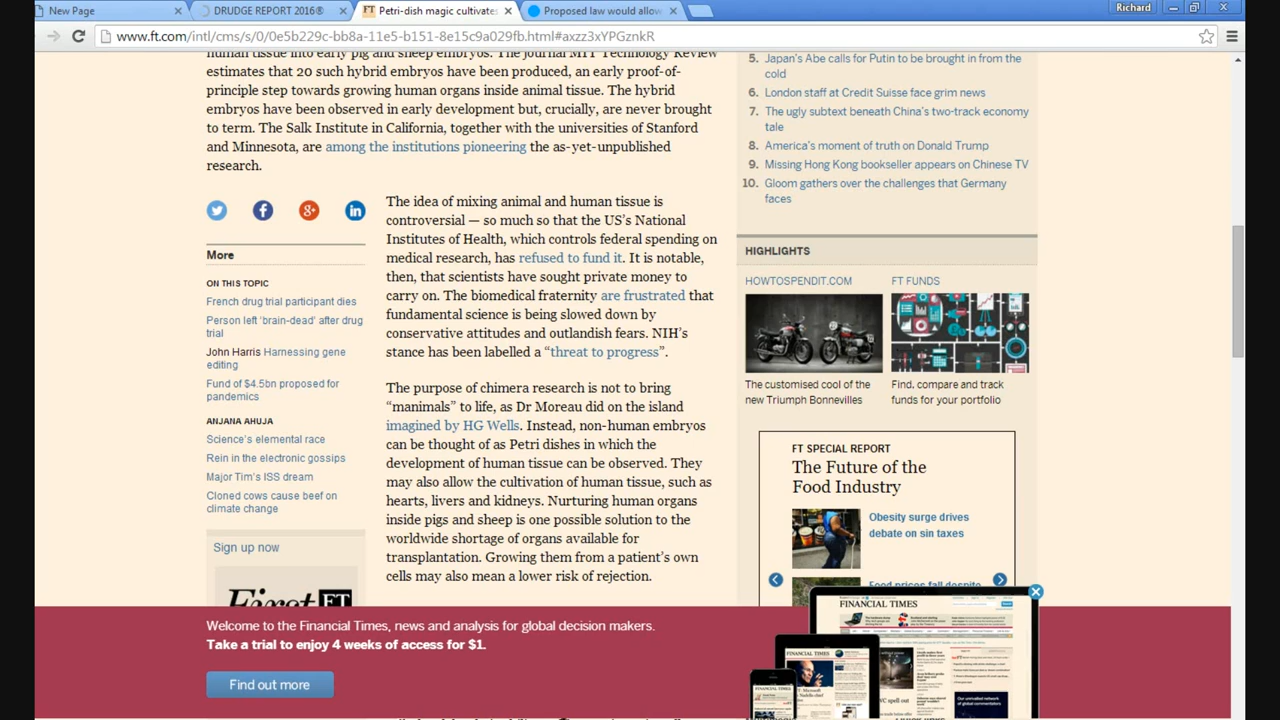 New Page
DRUDGE REPORT 2016®
FT Petri-dish magic cultivates
Proposed law would allow
Richard
www.ft.com/intl/cms/s/0/0e5b229c-bb8a-11e5-b151-8e15c9a029fb.html#axzz3xYPGznkR
human tissue into early pig and sheep embryos. The journal MIT Technology Review
estimates that 20 such hybrid embryos have been produced, an early proof-of-
principle step towards growing human organs inside animal tissue. The hybrid
embryos have been observed in early development but, crucially, are never brought
to term. The Salk Institute in California, together with the universities of Stanford
and Minnesota, are among the institutions pioneering the as-yet-unpublished
research.
The idea of mixing animal and human tissue is
controversial — so much so that the US's National
Institutes of Health, which controls federal spending on
medical research, has refused to fund it. It is notable,
then, that scientists have sought private money to
carry on. The biomedical fraternity are frustrated that
fundamental science is being slowed down by
conservative attitudes and outlandish fears. NIH's
stance has been labelled a “threat to progress”.
The purpose of chimera research is not to bring
“manimals” to life, as Dr Moreau did on the island
imagined by HG Wells. Instead, non-human embryos
can be thought of as Petri dishes in which the
development of human tissue can be observed. They
may also allow the cultivation of human tissue, such as
hearts, livers and kidneys. Nurturing human organs
inside pigs and sheep is one possible solution to the
worldwide shortage of organs available for
transplantation. Growing them from a patient's own
cells may also mean a lower risk of rejection.
More
ON THIS TOPIC
French drug trial participant dies
Person left ‘brain-dead’ after drug
trial
John Harris Harnessing gene
editing
Fund of $4.5bn proposed for
pandemics
ANJANA AHUJA
Science's elemental race
Rein in the electronic gossips
Major Tim's ISS dream
Cloned cows cause beef on
climate change
Sign up now
First FT
5. Japan's Abe calls for Putin to be brought in from the
cold
6. London staff at Credit Suisse face grim news
7. The ugly subtext beneath China's two-track economy
tale
8. America's moment of truth on Donald Trump
9. Missing Hong Kong bookseller appears on Chinese TV
10. Gloom gathers over the challenges that Germany
faces
HIGHLIGHTS
HOWTOSPENDIT.COM
The customised cool of the
new Triumph Bonnevilles
FT FUNDS
Find, compare and track
funds for your portfolio
FT SPECIAL REPORT
The Future of the
Food Industry
Obesity surge drives
debate on sin taxes
Food prices fall despite
Welcome to the Financial Times, news and analysis for global decision makers.
Enjoy 4 weeks of access for $1.
more
FINANCIAL TIMES
FINANCIAL TIMES